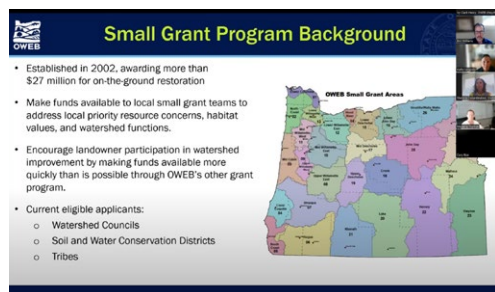 OWEB
Small Grant Program Background
• Established in 2002, awarding more than
$27 million for on-the-ground restoration
• Make funds available to local small grant teams to
address local priority resource concerns, habitat
values, and watershed functions.
• Encourage landowner participation in watershed
improvement by making funds available more
quickly than is possible through OWEB's other grant
program.
• Current eligible applicants:
o Watershed Councils
o Soil and Water Conservation Districts
o Tribes
OWEB Small Grant Areas